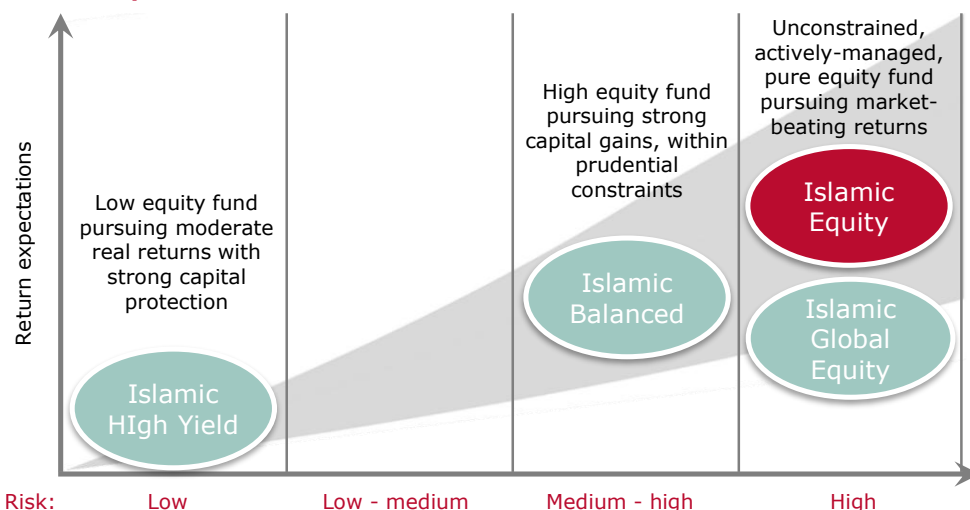 Unconstrained,
actively-managed,
pure equity fund
pursuing market-
beating returns
High equity fund
pursuing strong
capital gains, within
prudential
constraints
Low equity fund
pursuing moderate
real returns with
strong capital
protection
Return expectations
Islamic
Equity
Islamic
Balanced
Islamic
Global
Equity
Islamic
HIgh Yield
Risk: Low Low - medium Medium - high High